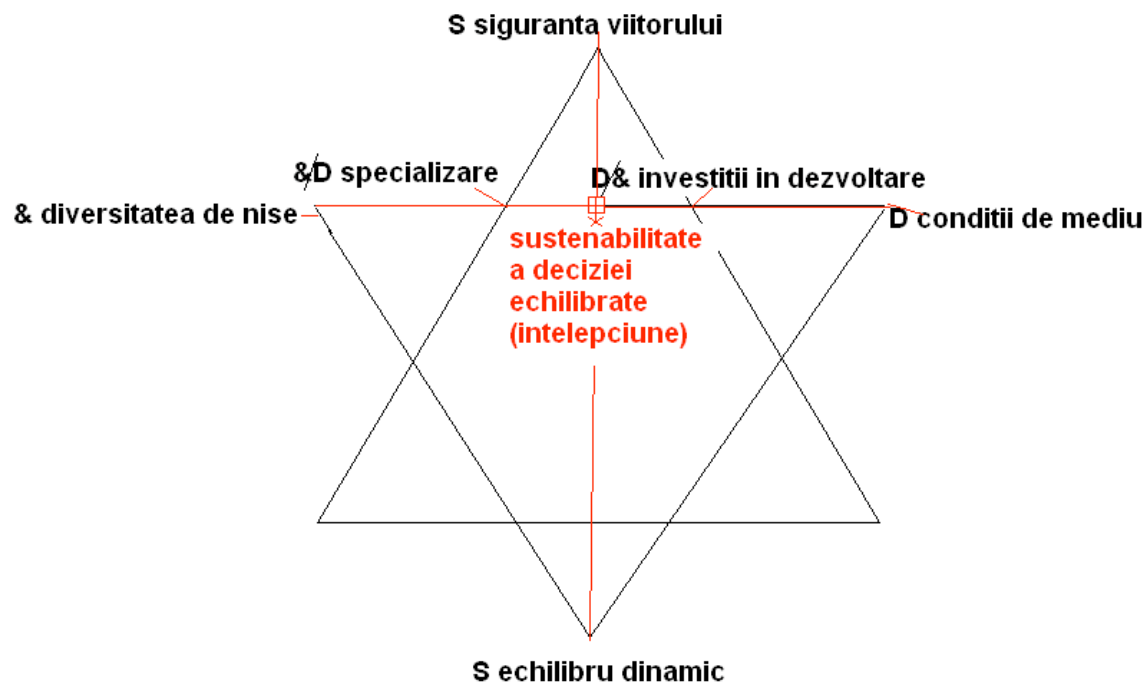 S siguranta viitorului
&D specializare
D& investitii in dezvoltare
& diversitatea de nise
D conditii de mediu
sustenabilitate
a deciziei
echilibrate
(intelepciune)
S echilibru dinamic